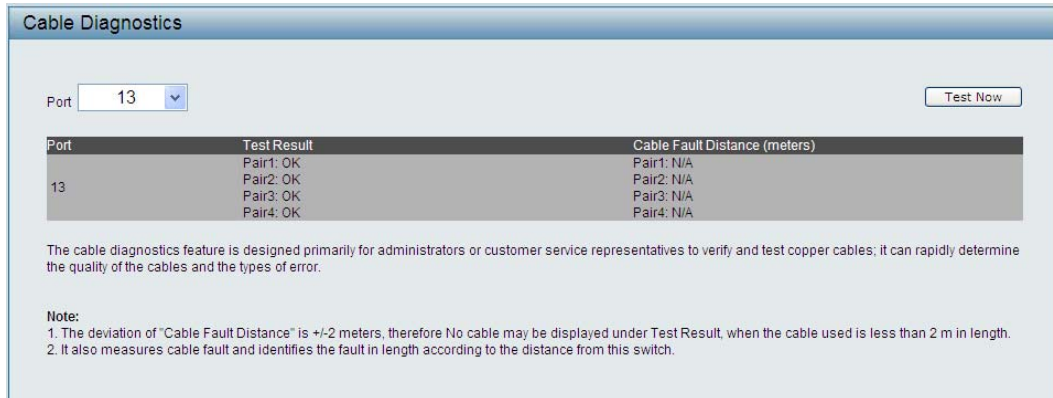 Cable Diagnostics
Port 13 Test Now
Port Test Result Cable Fault Distance (meters)
13
Pair1: OK Pair1: N/A
Pair2: OK Pair2: N/A
Pair3: OK Pair3: N/A
Pair4: OK Pair4: N/A
The cable diagnostics feature is designed primarily for administrators or customer service representatives to verify and test copper cables; it can rapidly determine
the quality of the cables and the types of error.
Note:
1. The deviation of "Cable Fault Distance" is +/-2 meters, therefore No cable may be displayed under Test Result, when the cable used is less than 2 m in length.
2. It also measures cable fault and identifies the fault in length according to the distance from this switch.